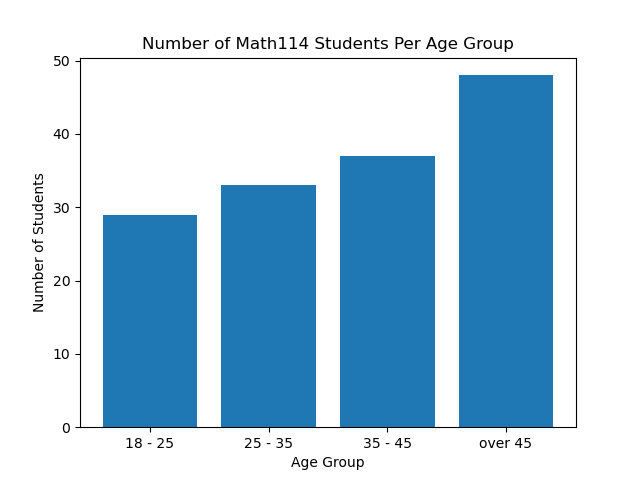 Number of Math114 Students Per Age Group
50
40
30
20
10
0
Number of Students
18 - 25
25 - 35
35 - 45
over 45
Age Group